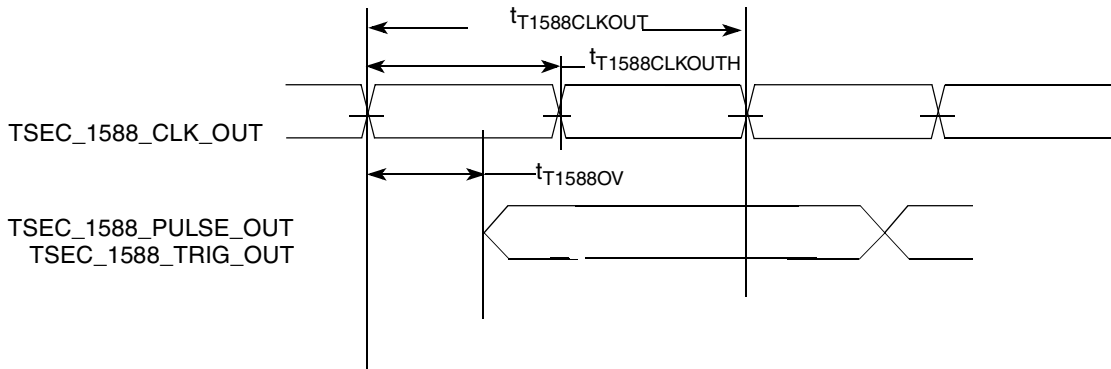 tT1588CLKOUT
tT1588CLKOUTH
TSEC_1588_CLK_OUT
tT1588OV
TSEC_1588_PULSE_OUT
TSEC_1588_TRIG_OUT